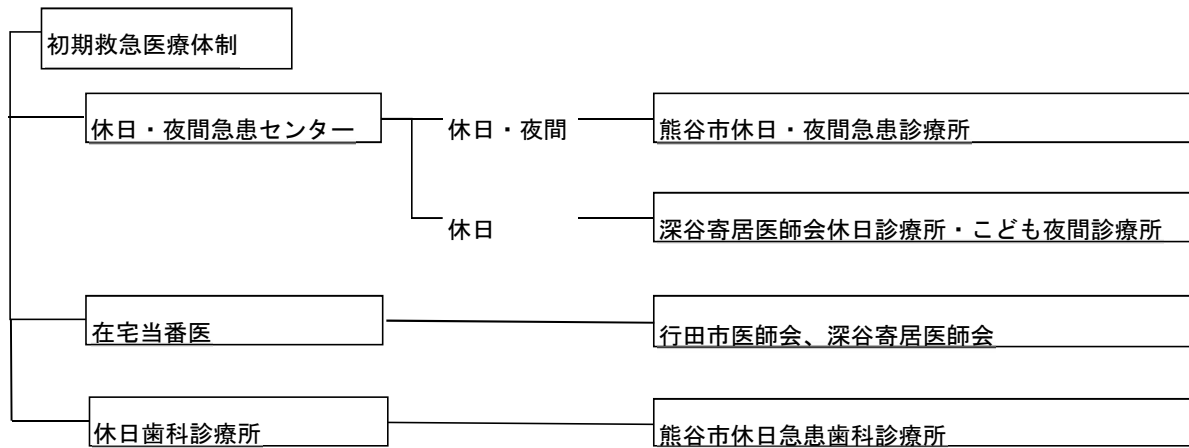 初期救急医療体制
休日・夜間急患センター
休日・夜間
熊谷市休日・夜間急患診療所
休日
深谷寄居医師会休日診療所・こども夜間診療所
在宅当番医
行田市医師会、深谷寄居医師会
休日歯科診療所
熊谷市休日急患歯科診療所